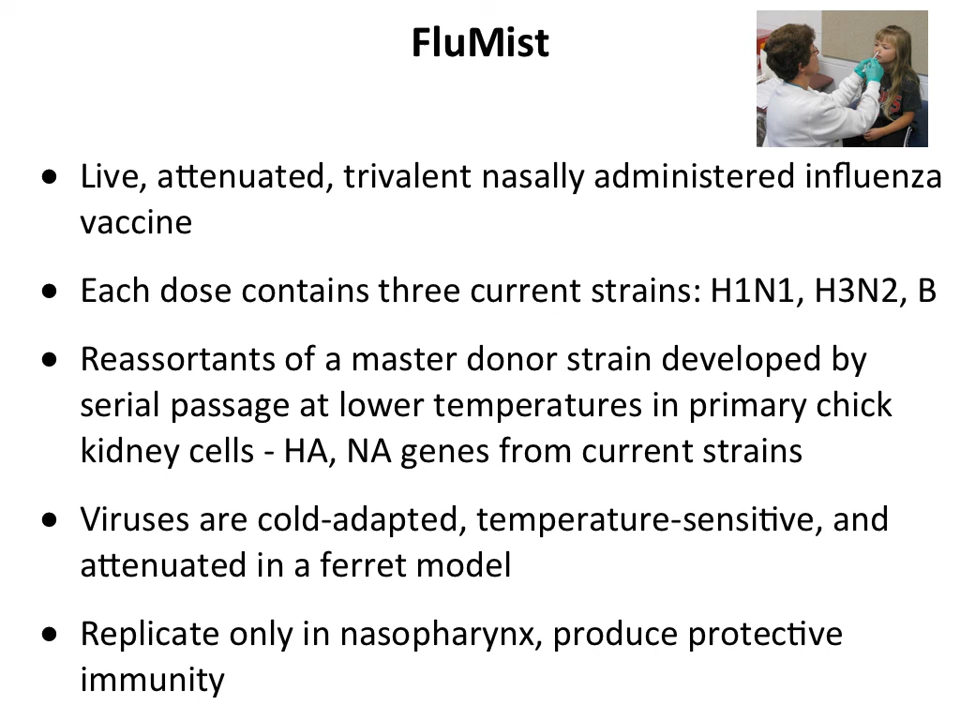 FluMist
• Live, attenuated, trivalent nasally administered influenza
vaccine
• Each dose contains three current strains: H1N1, H3N2, B
• Reassortants of a master donor strain developed by
serial passage at lower temperatures in primary chick
kidney cells - HA, NA genes from current strains
• Viruses are cold-adapted, temperature-sensitive, and
attenuated in a ferret model
• Replicate only in nasopharynx, produce protective
immunity